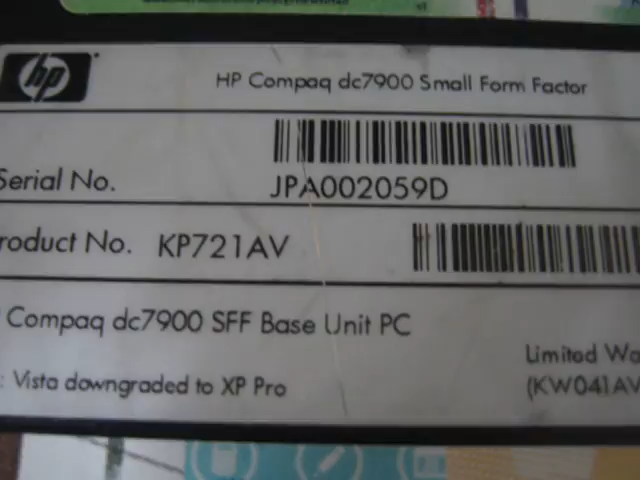 hp
HP Compaq dc7900 Small Form Factor
Serial No. JPA002059D
roduct No. KP721AV
Compaq dc7900 SFF Base Unit PC
Limited Wa
: Vista downgraded to XP Pro
(KW041AV